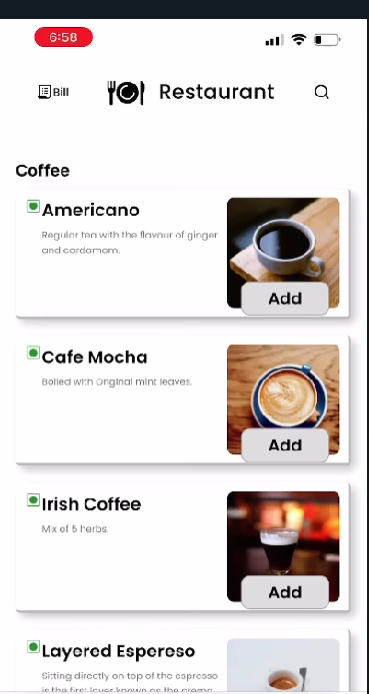 6:58
Bill
Restaurant
Coffee
Americano
Regular tea with the flavour of ginger
and cardamom.
Add
Cafe Mocha
Boiled with Original mint leaves.
Add
Irish Coffee
Mix of 5 herbs.
Add
Layered Espereso
Sitting directly on top of the espresso
is the first layer known as the crema